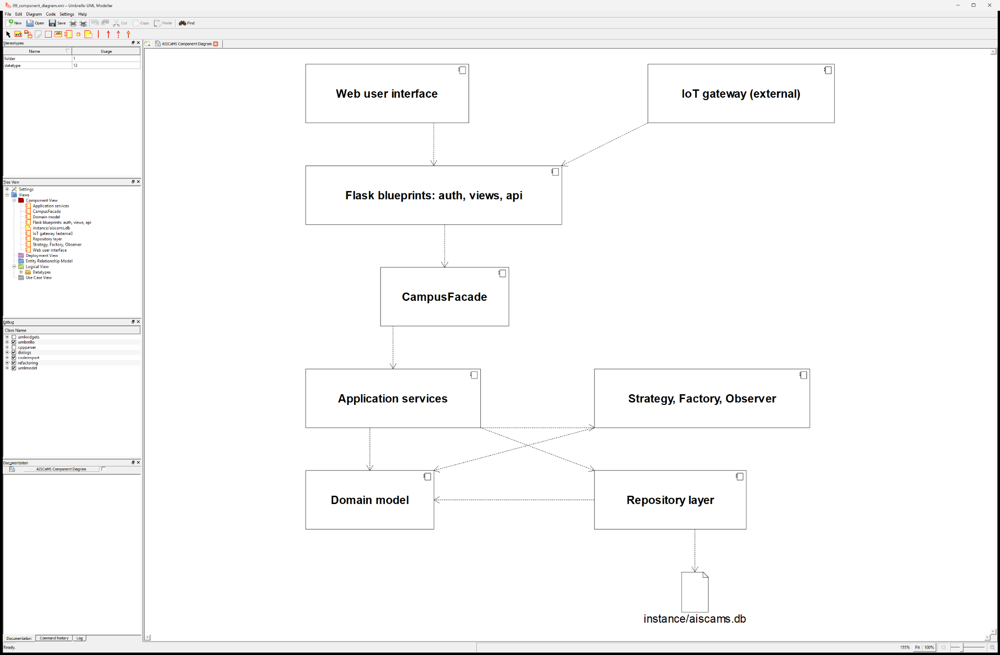 09_component_diagram.xmi – Umbrello UML Modeller
File Edit Diagram Code Settings Help
New Open Save Cut Copy Paste Find
Stereotypes
Name Usage
folder 1
datatype 13
Tree View
Settings
Views
Component View
Application services
CampusFacade
Domain model
Flask blueprints: auth, views, api
instance/aiscams.db
IoT gateway (external)
Repository layer
Strategy, Factory, Observer
Web user interface
Deployment View
Entity Relationship Model
Logical View
Datatypes
Use Case View
Debug
Class Name
umlwidgets
umbrello
cppparser
dialogs
codeimport
refactoring
umlmodel
Documentation
AISCaMS Component Diagram
Documentation Command history Log
Ready.
AISCaMS Component Diagram
Web user interface
IoT gateway (external)
Flask blueprints: auth, views, api
CampusFacade
Application services
Strategy, Factory, Observer
Domain model
Repository layer
instance/aiscams.db
155% Fit 100%